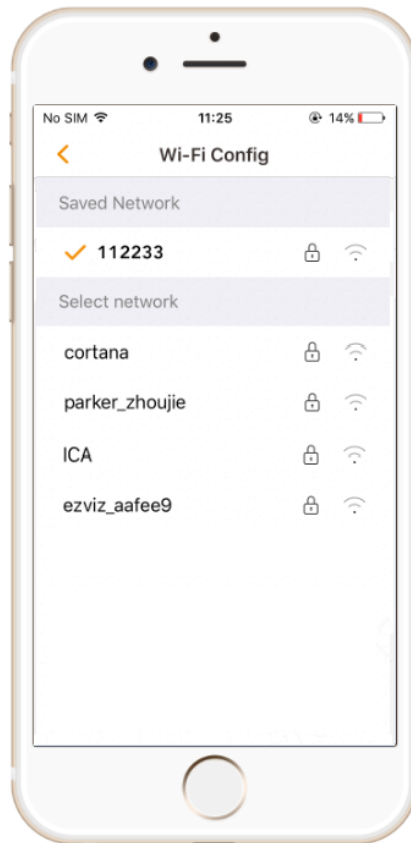 No SIM 11:25 14%
Wi-Fi Config
Saved Network
112233
Select network
cortana
parker_zhoujie
ICA
ezviz_aafee9